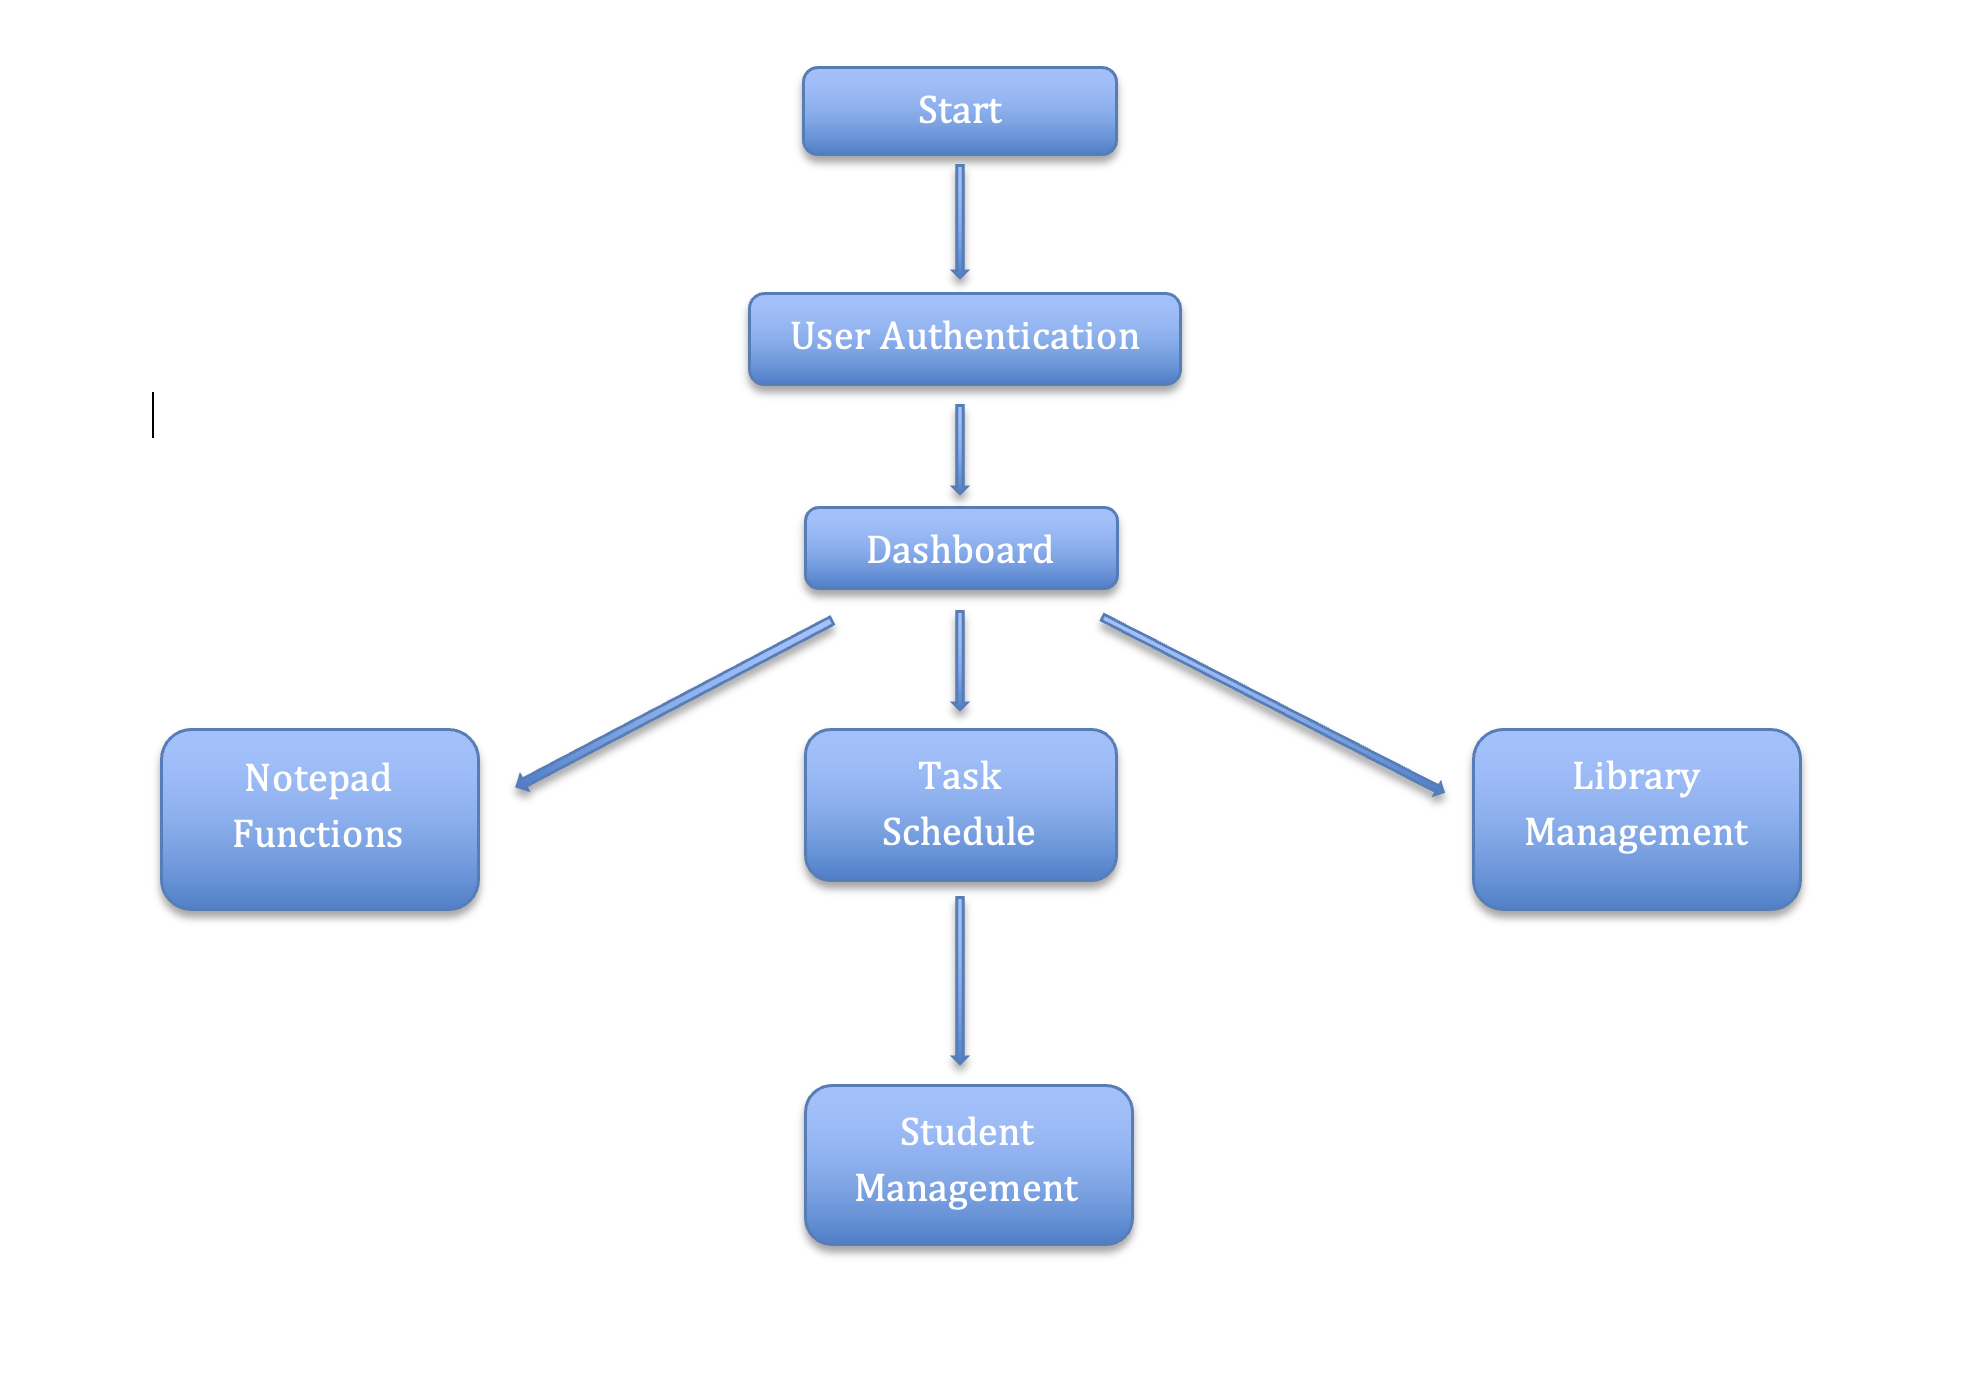 Start
User Authentication
Dashboard
Notepad
Functions
Task
Schedule
Library
Management
Student
Management